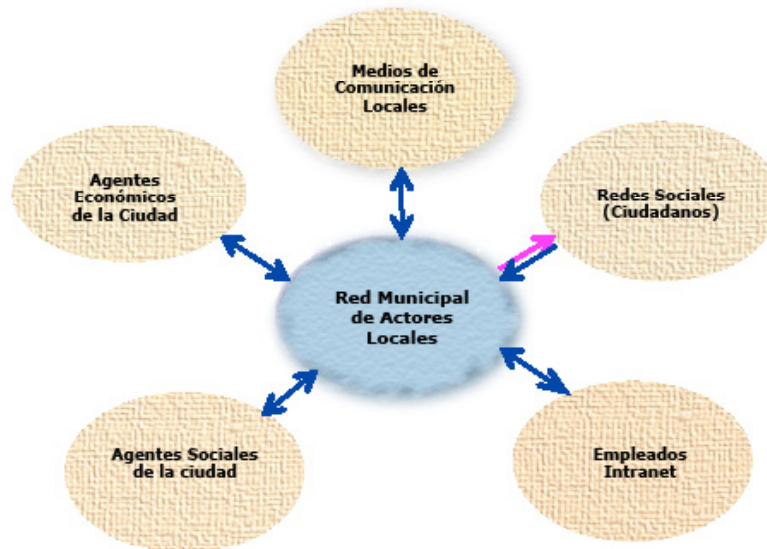 Medios de
Comunicación
Locales
Agentes
Económicos
de la Ciudad
Redes Sociales
(Ciudadanos)
Red Municipal
de Actores
Locales
Agentes Sociales
de la ciudad
Empleados
Intranet